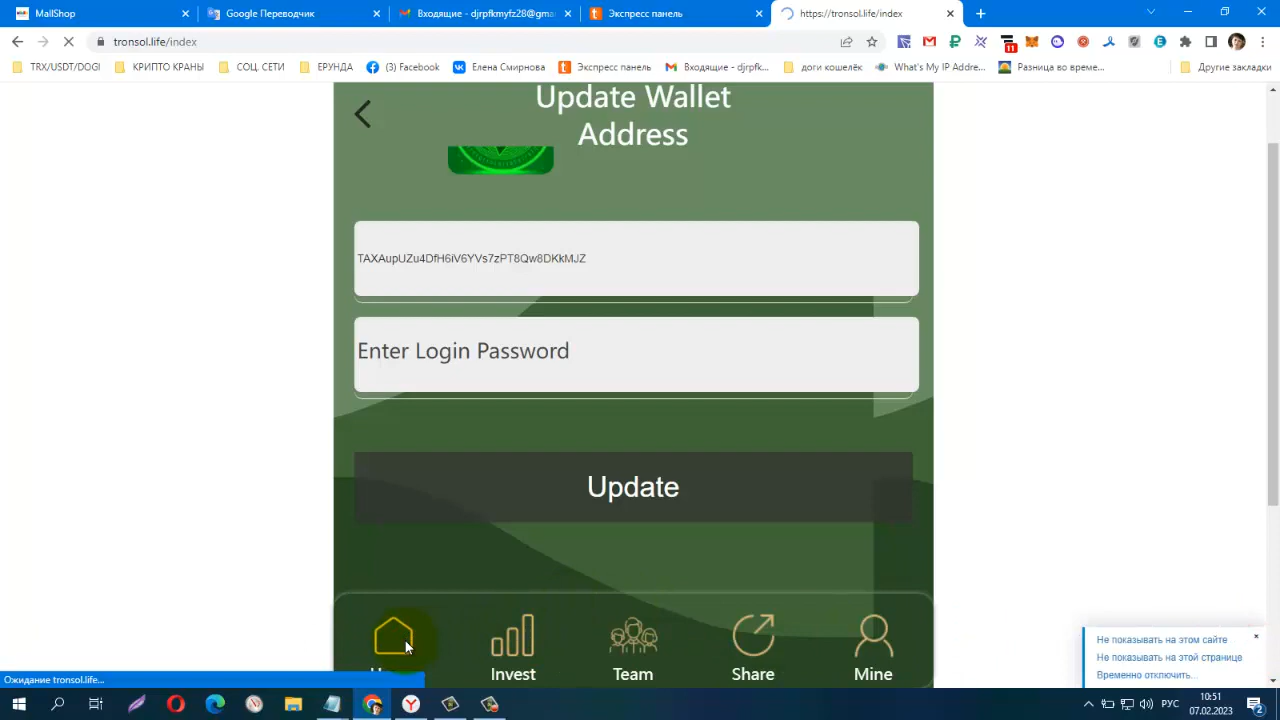 MailShop
Google Переводчик
Входящие - djrpfkmyfz28@gma
Экспресс панель
https://tronsol.life/index
tronsol.life/index
11
TRX/USDT/DOGI
КРИПТО КРАНЫ
СОЦ. СЕТИ
ЕРУНДА
(3) Facebook
Елена Смирнова
Экспресс панель
Входящие - djrpfk...
доги кошелёк
What's My IP Addre...
Разница во време...
Другие закладки
Update Wallet
Address
TAXAupUZu4DfH6iV6YVs7zPT8Qw8DKkMJZ
Enter Login Password
Update
Invest
Team
Share
Mine
Не показывать на этом сайте
Не показывать на этой странице
Временно отключить...
Ожидание tronsol.life...
РУС
10:51
07.02.2023
2